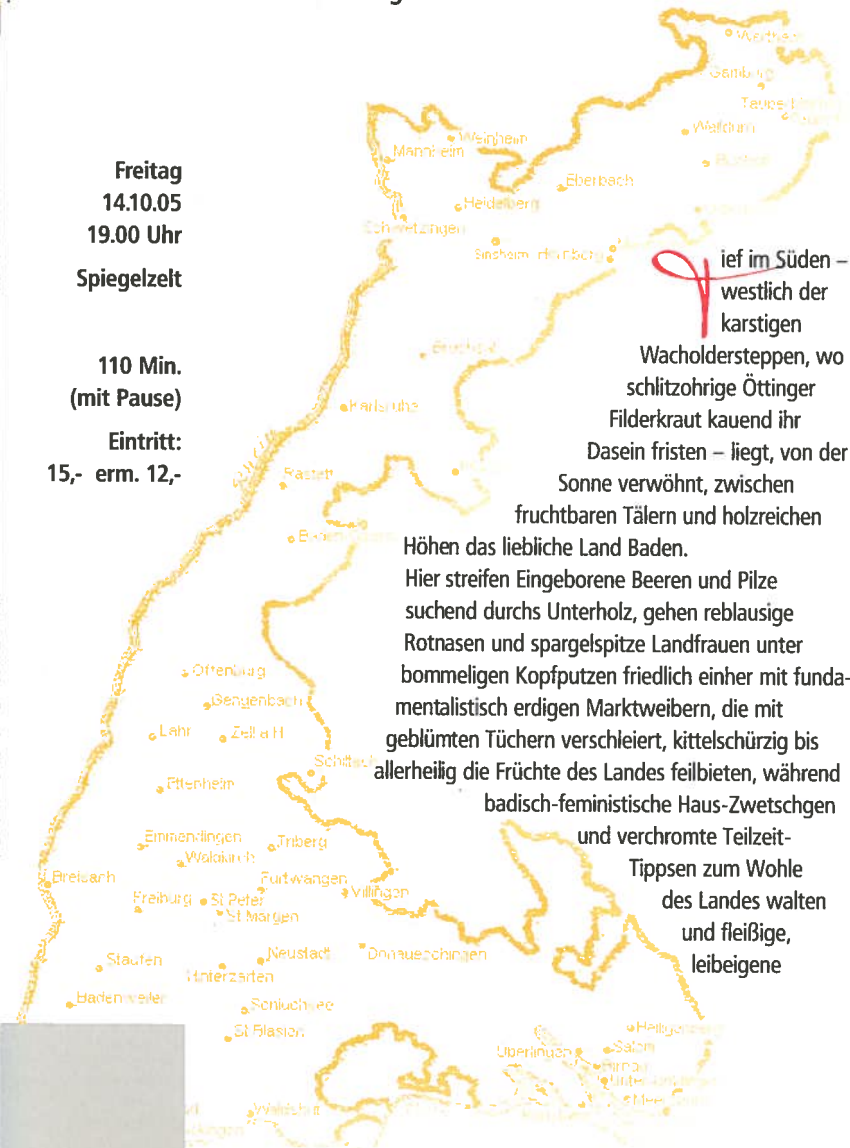 Freitag
14.10.05
19.00 Uhr
Spiegelzelt
110 Min.
(mit Pause)
Eintritt:
15,- erm. 12,-
Tief im Süden –
westlich der
karstigen
Wacholdersteppen, wo
schlitzohrige Öttinger
Filderkraut kauend ihr
Dasein fristen – liegt, von der
Sonne verwöhnt, zwischen
fruchtbaren Tälern und holzreichen
Höhen das liebliche Land Baden.
Hier streifen Eingeborene Beeren und Pilze
suchend durchs Unterholz, gehen reblausige
Rotnasen und spargelspitze Landfrauen unter
bommeligen Kopfputzen friedlich einher mit funda-
mentalistisch erdigen Marktweibern, die mit
geblümten Tüchern verschleiert, kittelschürzig bis
allerheilig die Früchte des Landes feilbieten, während
badisch-feministische Haus-Zwetschgen
und verchromte Teilzeit-
Tippsen zum Wohle
des Landes walten
und fleißige,
leibeigene
Wertheim
Gamburg
Walldürn
Weinheim
Mannheim
Eberbach
Heidelberg
Schwetzingen
Sinsheim
Hornberg
Bruchsal
Karlsruhe
Rastatt
Offenburg
Gengenbach
Lahr
Zell a H
Schiltach
Ettenheim
Emmendingen
Triberg
Waldkirch
Breisach
Furtwangen
Villingen
Freiburg
St Peter
St Märgen
Neustadt
Donaueschingen
Staufen
Hinterzarten
Badenweiler
Schluchsee
St Blasien
Heiligenberg
Überlingen
Salem
Birnau
Waldshut